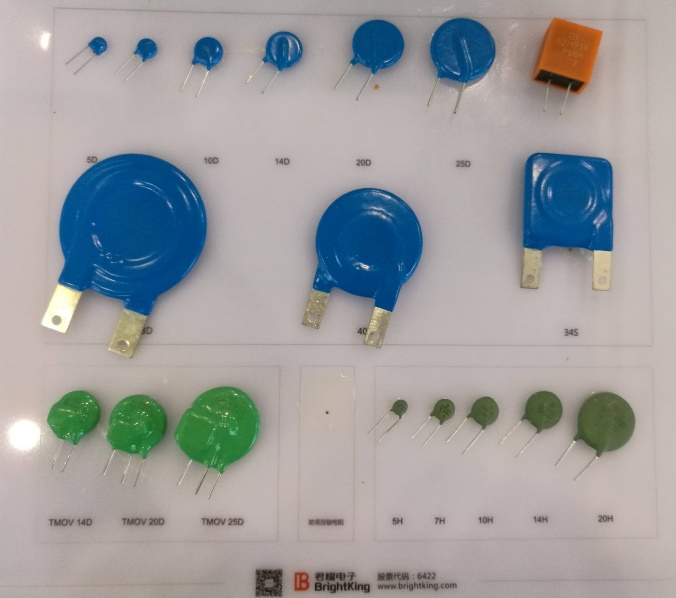 5D
10D
14D
20D
25D
34S
TMOV 14D
TMOV 20D
TMOV 25D
5H
7H
10H
14H
20H
君耀电子
BrightKing
股票代码：6422
www.brightking.com